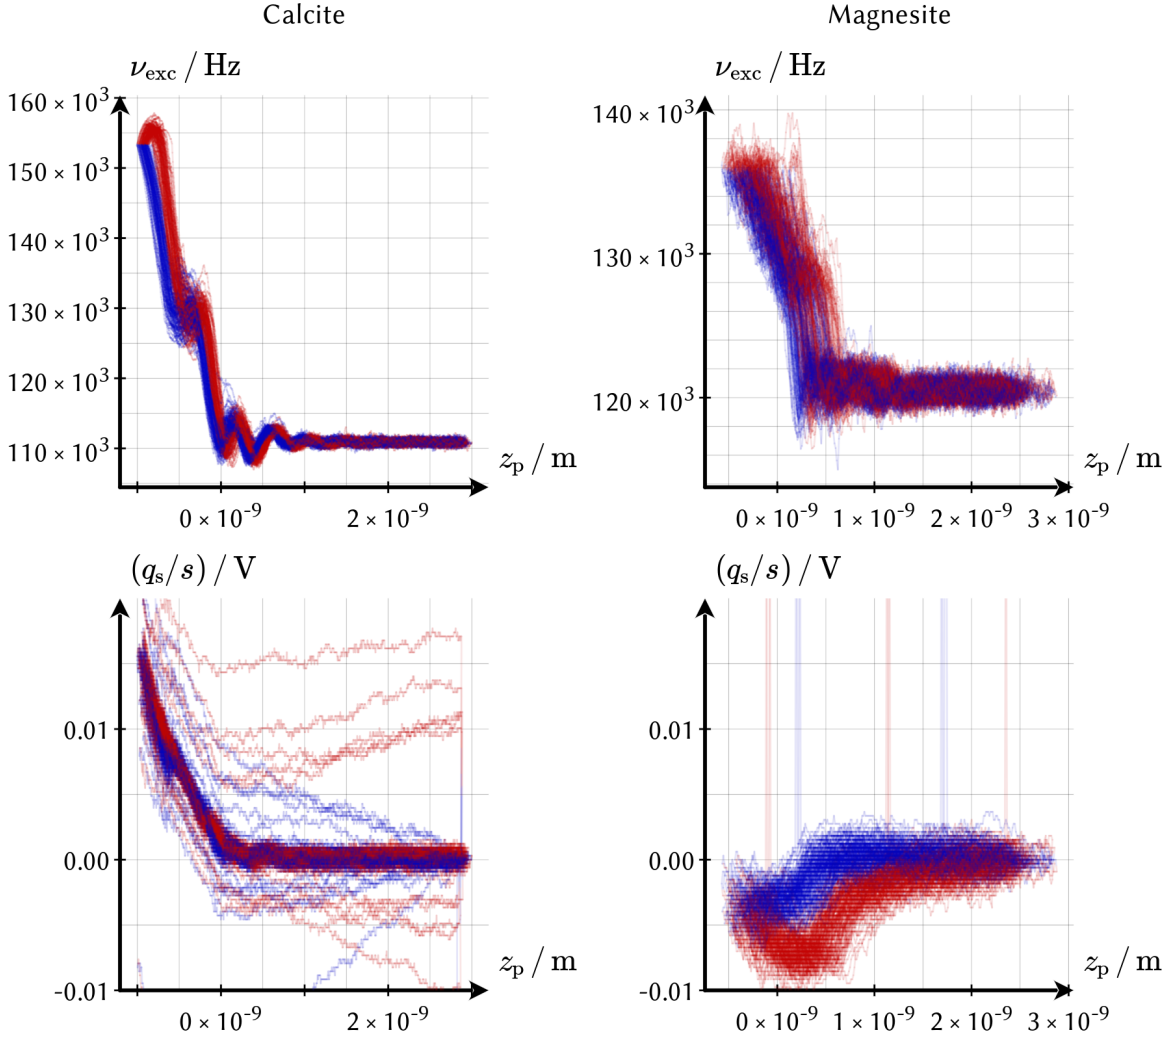 Calcite
Magnesite
νexc / Hz
160 × 10³
150 × 10³
140 × 10³
130 × 10³
120 × 10³
110 × 10³
zp / m
0 × 10⁻⁹
2 × 10⁻⁹
νexc / Hz
140 × 10³
130 × 10³
120 × 10³
zp / m
0 × 10⁻⁹
1 × 10⁻⁹
2 × 10⁻⁹
3 × 10⁻⁹
(qs/s) / V
0.01
0.00
-0.01
zp / m
0 × 10⁻⁹
2 × 10⁻⁹
(qs/s) / V
0.01
0.00
-0.01
zp / m
0 × 10⁻⁹
1 × 10⁻⁹
2 × 10⁻⁹
3 × 10⁻⁹